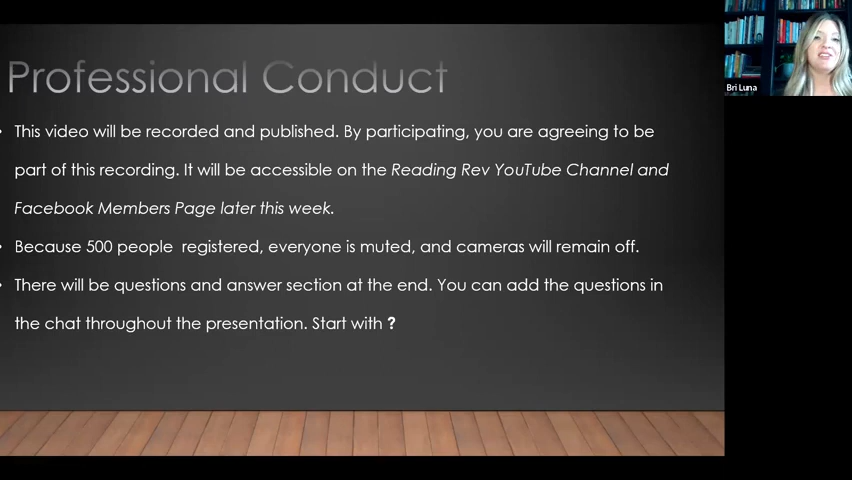 Professional Conduct
• This video will be recorded and published. By participating, you are agreeing to be
part of this recording. It will be accessible on the Reading Rev YouTube Channel and
Facebook Members Page later this week.
• Because 500 people registered, everyone is muted, and cameras will remain off.
• There will be questions and answer section at the end. You can add the questions in
the chat throughout the presentation. Start with ?
Bri Luna